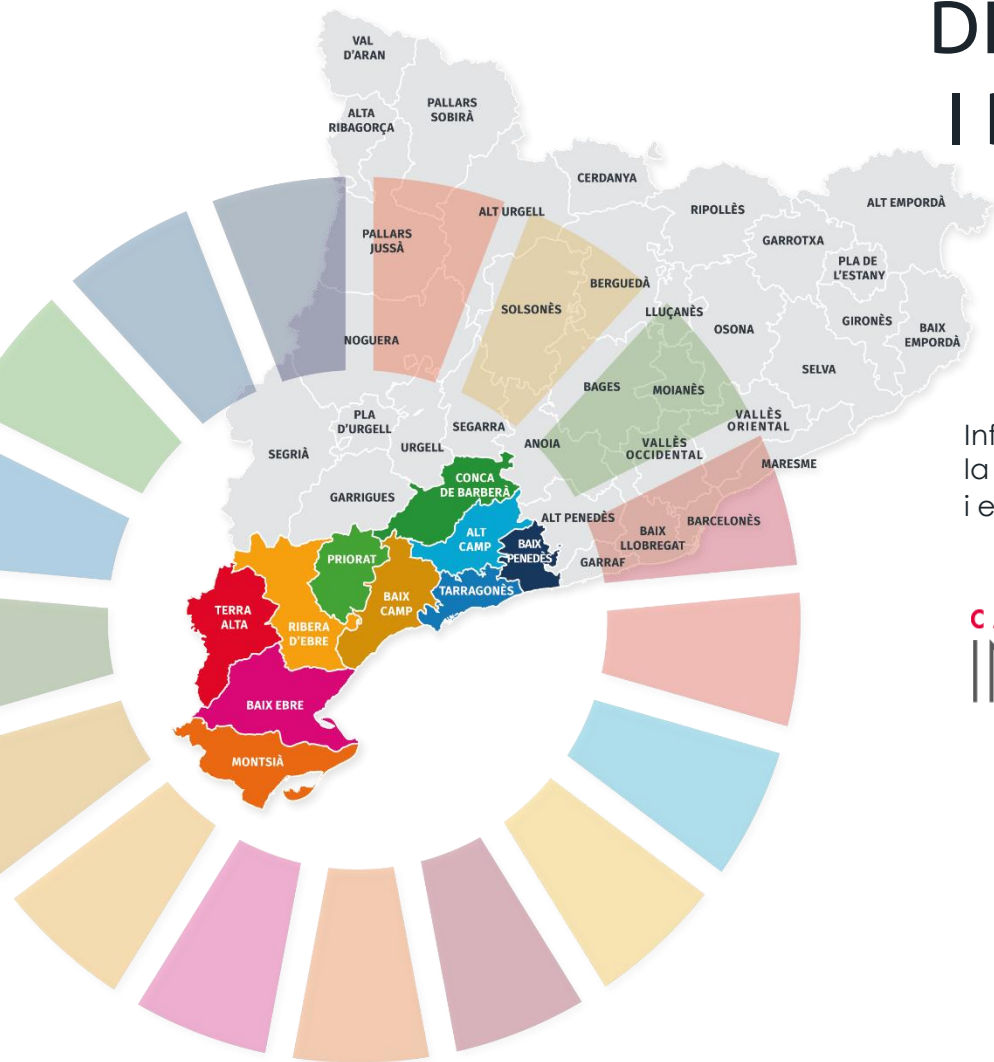 DI
I
VAL
D'ARAN
ALTA
RIBAGORÇA
PALLARS
SOBIRÀ
CERDANYA
RIPOLLÈS
ALT EMPORDÀ
ALT URGELL
PALLARS
JUSSÀ
GARROTXA
PLA DE
L'ESTANY
BERGUEDÀ
SOLSONÈS
LLUÇANÈS
OSONA
GIRONÈS
BAIX
EMPORDÀ
NOGUERA
SELVA
BAGES
MOIANÈS
PLA
D'URGELL
SEGARRA
VALLÈS
ORIENTAL
SEGRIÀ
URGELL
ANOIA
VALLÈS
OCCIDENTAL
MARESME
Inf
la
i e
GARRIGUES
CONCA
DE BARBERÀ
ALT PENEDÈS
BARCELONÈS
BAIX
LLOBREGAT
ALT
CAMP
BAIX
PENEDÈS
GARRAF
PRIORAT
TARRAGONÈS
BAIX
CAMP
TERRA
ALTA
RIBERA
D'EBRE
C
BAIX EBRE
MONTSIÀ